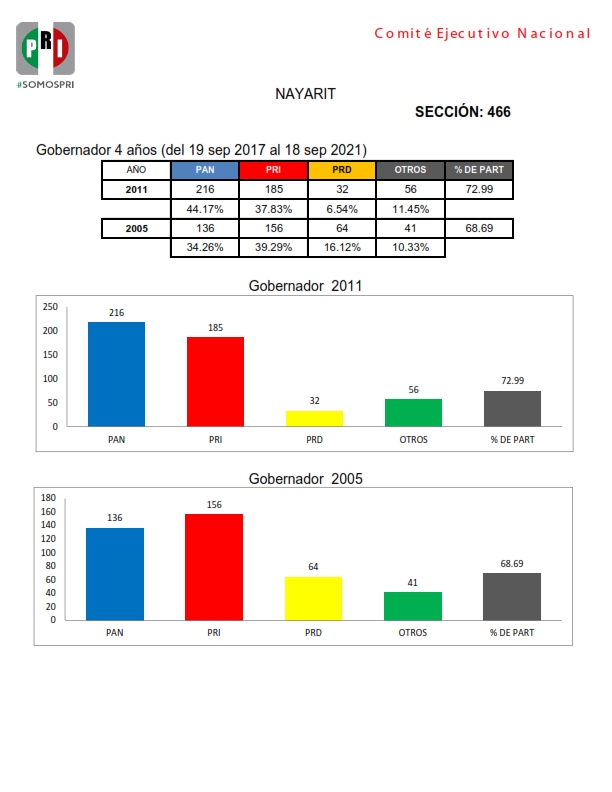 Comité Ejecutivo Nacional
PRI
#SOMOSPRI
NAYARIT
SECCIÓN: 466
Gobernador 4 años (del 19 sep 2017 al 18 sep 2021)
AÑO PAN PRI PRD OTROS % DE PART
2011 216 185 32 56 72.99
44.17% 37.83% 6.54% 11.45%
2005 136 156 64 41 68.69
34.26% 39.29% 16.12% 10.33%
Gobernador 2011
250
200
150
100
50
0
216
185
32
56
72.99
PAN PRI PRD OTROS % DE PART
Gobernador 2005
180
160
140
120
100
80
60
40
20
0
136
156
64
41
68.69
PAN PRI PRD OTROS % DE PART